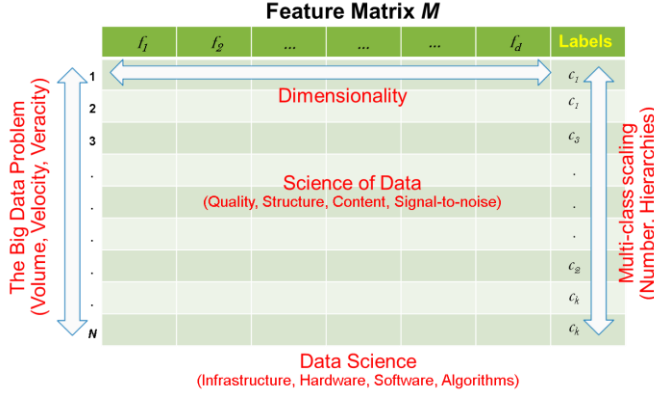 Feature Matrix M
f1 f2 ... ... ... fd Labels
1 c1
Dimensionality
2 c1
3 c3
. .
Science of Data
(Quality, Structure, Content, Signal-to-noise)
. .
. .
. c2
. ck
N ck
The Big Data Problem
(Volume, Velocity, Veracity)
Multi-class scaling
(Number, Hierarchies)
Data Science
(Infrastructure, Hardware, Software, Algorithms)